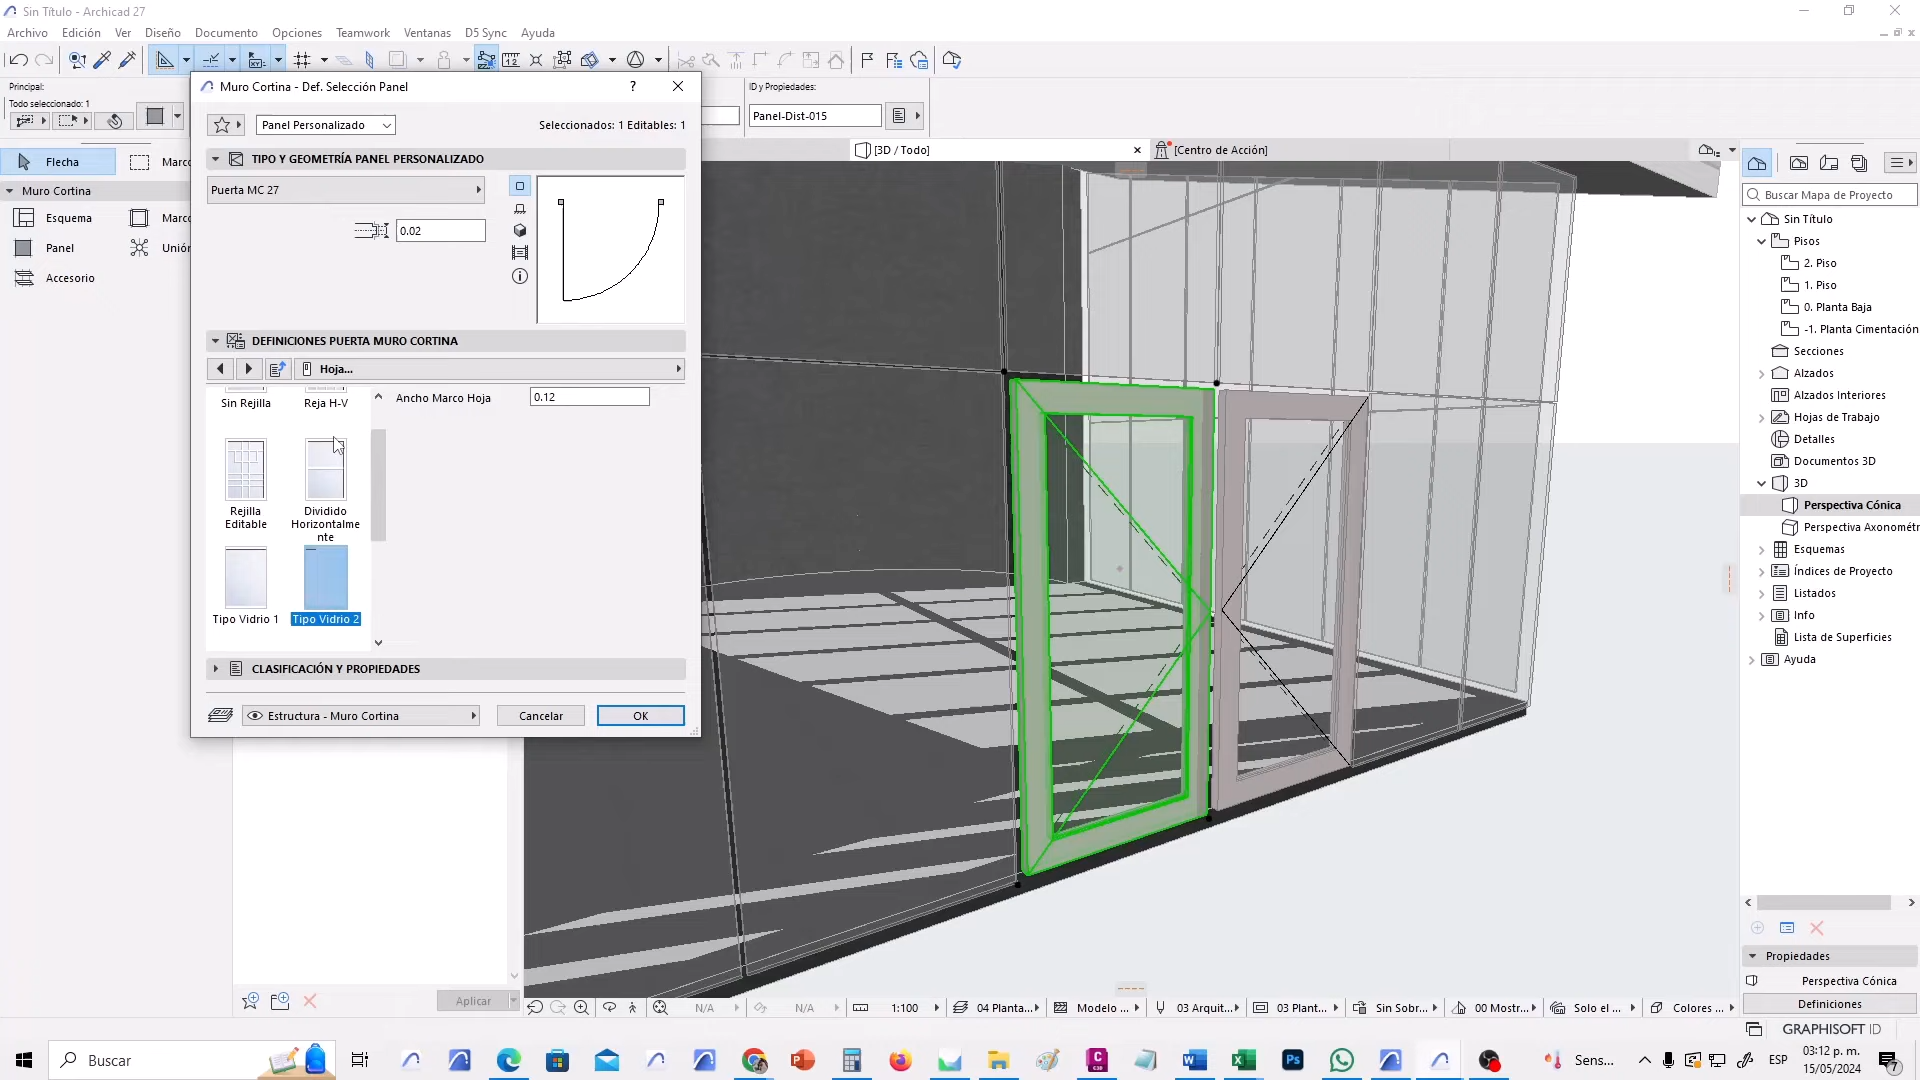 Sin Título - Archicad 27
Archivo Edición Ver Diseño Documento Opciones Teamwork Ventanas D5 Sync Ayuda
Principal:
Todo seleccionado: 1
Muro Cortina - Def. Selección Panel
?
ID y Propiedades:
Panel-Dist-015
Panel Personalizado
Seleccionados: 1 Editables: 1
TIPO Y GEOMETRÍA PANEL PERSONALIZADO
Puerta MC 27
0.02
DEFINICIONES PUERTA MURO CORTINA
Hoja...
Sin Rejilla
Reja H-V
Ancho Marco Hoja
0.12
Rejilla
Editable
Dividido
Horizontalme
nte
Tipo Vidrio 1
Tipo Vidrio 2
CLASIFICACIÓN Y PROPIEDADES
Estructura - Muro Cortina
Cancelar
OK
Flecha
Marco
Muro Cortina
Esquema
Marco
Panel
Unión
Accesorio
[3D / Todo]
[Centro de Acción]
Buscar Mapa de Proyecto
Sin Título
Pisos
2. Piso
1. Piso
0. Planta Baja
-1. Planta Cimentación
Secciones
Alzados
Alzados Interiores
Hojas de Trabajo
Detalles
Documentos 3D
3D
Perspectiva Cónica
Perspectiva Axonométr
Esquemas
Índices de Proyecto
Listados
Info
Lista de Superficies
Ayuda
Propiedades
Perspectiva Cónica
Definiciones
Aplicar
N/A
N/A
1:100
04 Planta...
Modelo ...
03 Arquit...
03 Plant...
Sin Sobr...
00 Mostr...
Solo el ...
Colores ...
GRAPHISOFT ID
Buscar
Sens...
ESP
03:12 p. m.
15/05/2024
7